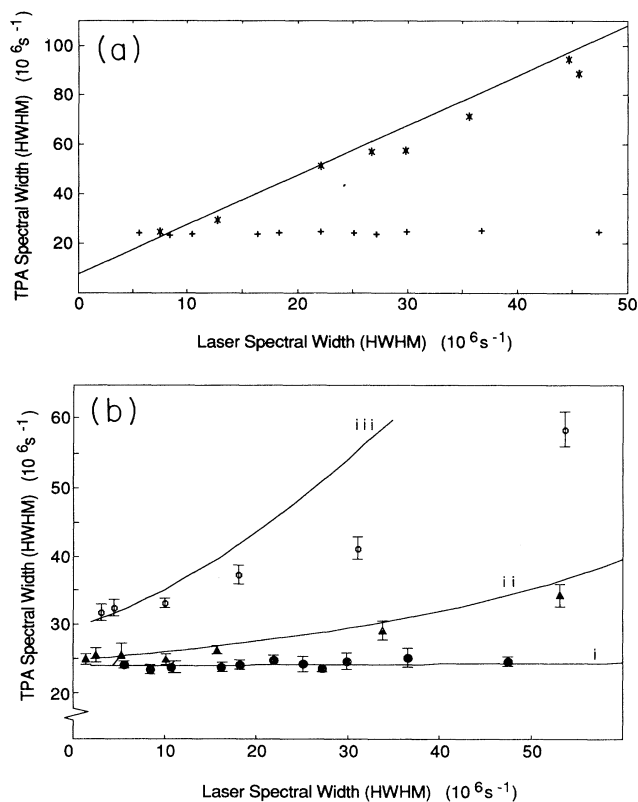 (a)
TPA Spectral Width (HWHM) (10⁶s⁻¹)
100
80
60
40
20
0 10 20 30 40 50
Laser Spectral Width (HWHM) (10⁶s⁻¹)
(b)
TPA Spectral Width (HWHM) (10⁶s⁻¹)
60
50
40
30
20
iii
ii
i
0 10 20 30 40 50
Laser Spectral Width (HWHM) (10⁶s⁻¹)